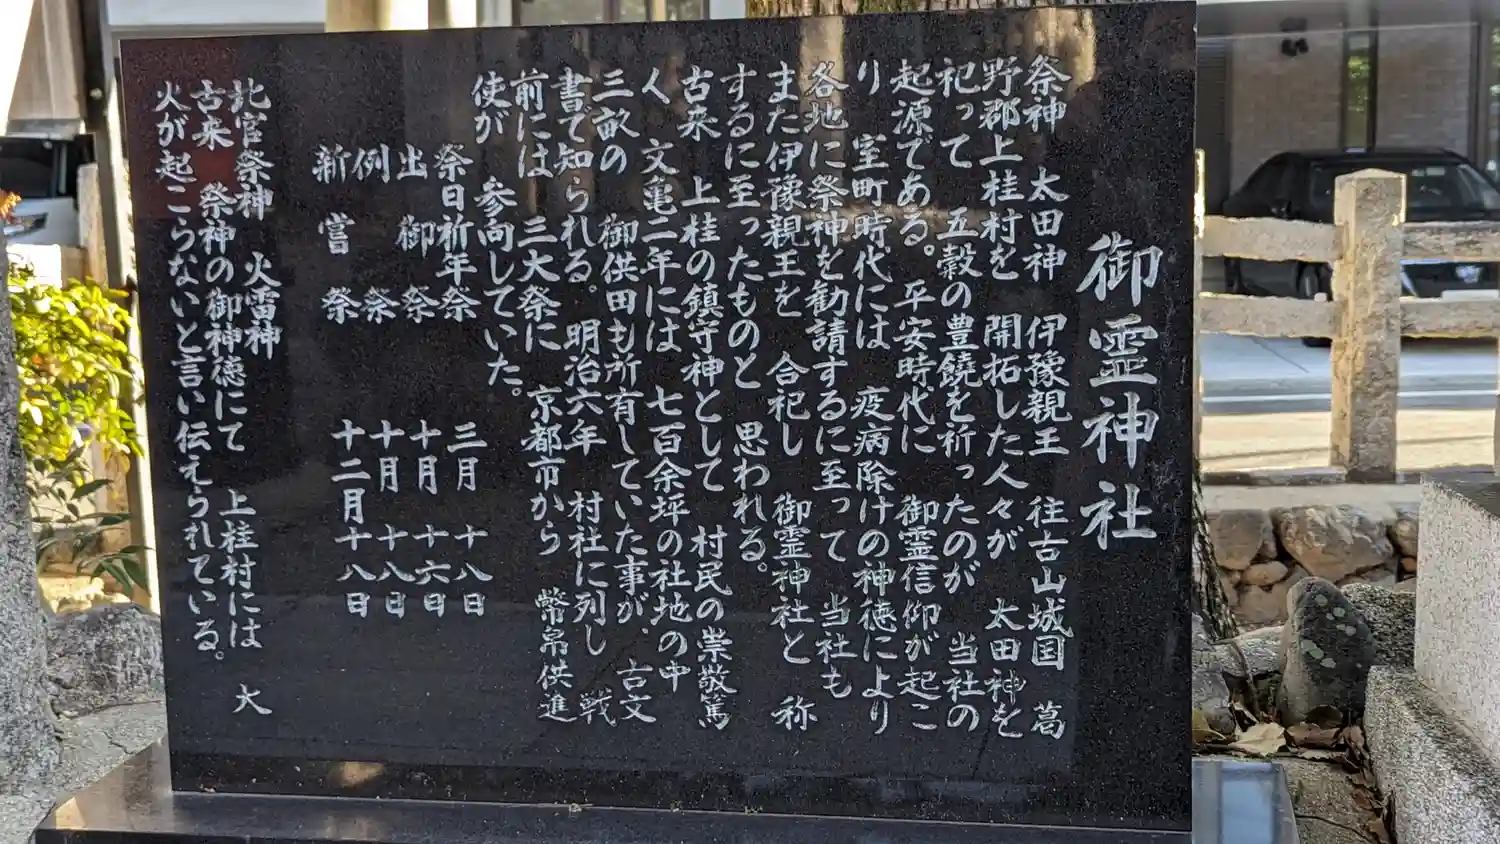 御霊神社
祭神　太田神　伊豫親王　往古山城国　葛
野郡上桂村を　開拓した人々が　太田神を
祀って　五穀の豊饒を祈ったのが　当社の
起源である。平安時代に　御霊信仰が起こ
り　室町時代には　疫病除けの神徳により
各地に祭神を勧請するに至って　当社も
また伊豫親王を　合祀し　御霊神社と　称
するに至ったものと　思われる。
古来　上桂の鎮守神として　村民の崇敬篤
く　文亀二年には　七百余坪の社地の中
三畝の　御供田も所有していた事が、古文
書で知られる。　明治六年　村社に列し　戦
前には　三大祭に　京都市から　幣帛供進
使が　参向していた。
祭日祈年祭　三月　十八日
出御祭　十月　十六日
例祭　十月　十八日
新嘗祭　十二月十八日
北官祭神　火雷神　上桂村には　大
古来　祭神の御神徳にて
火が起こらないと言い伝えられている。